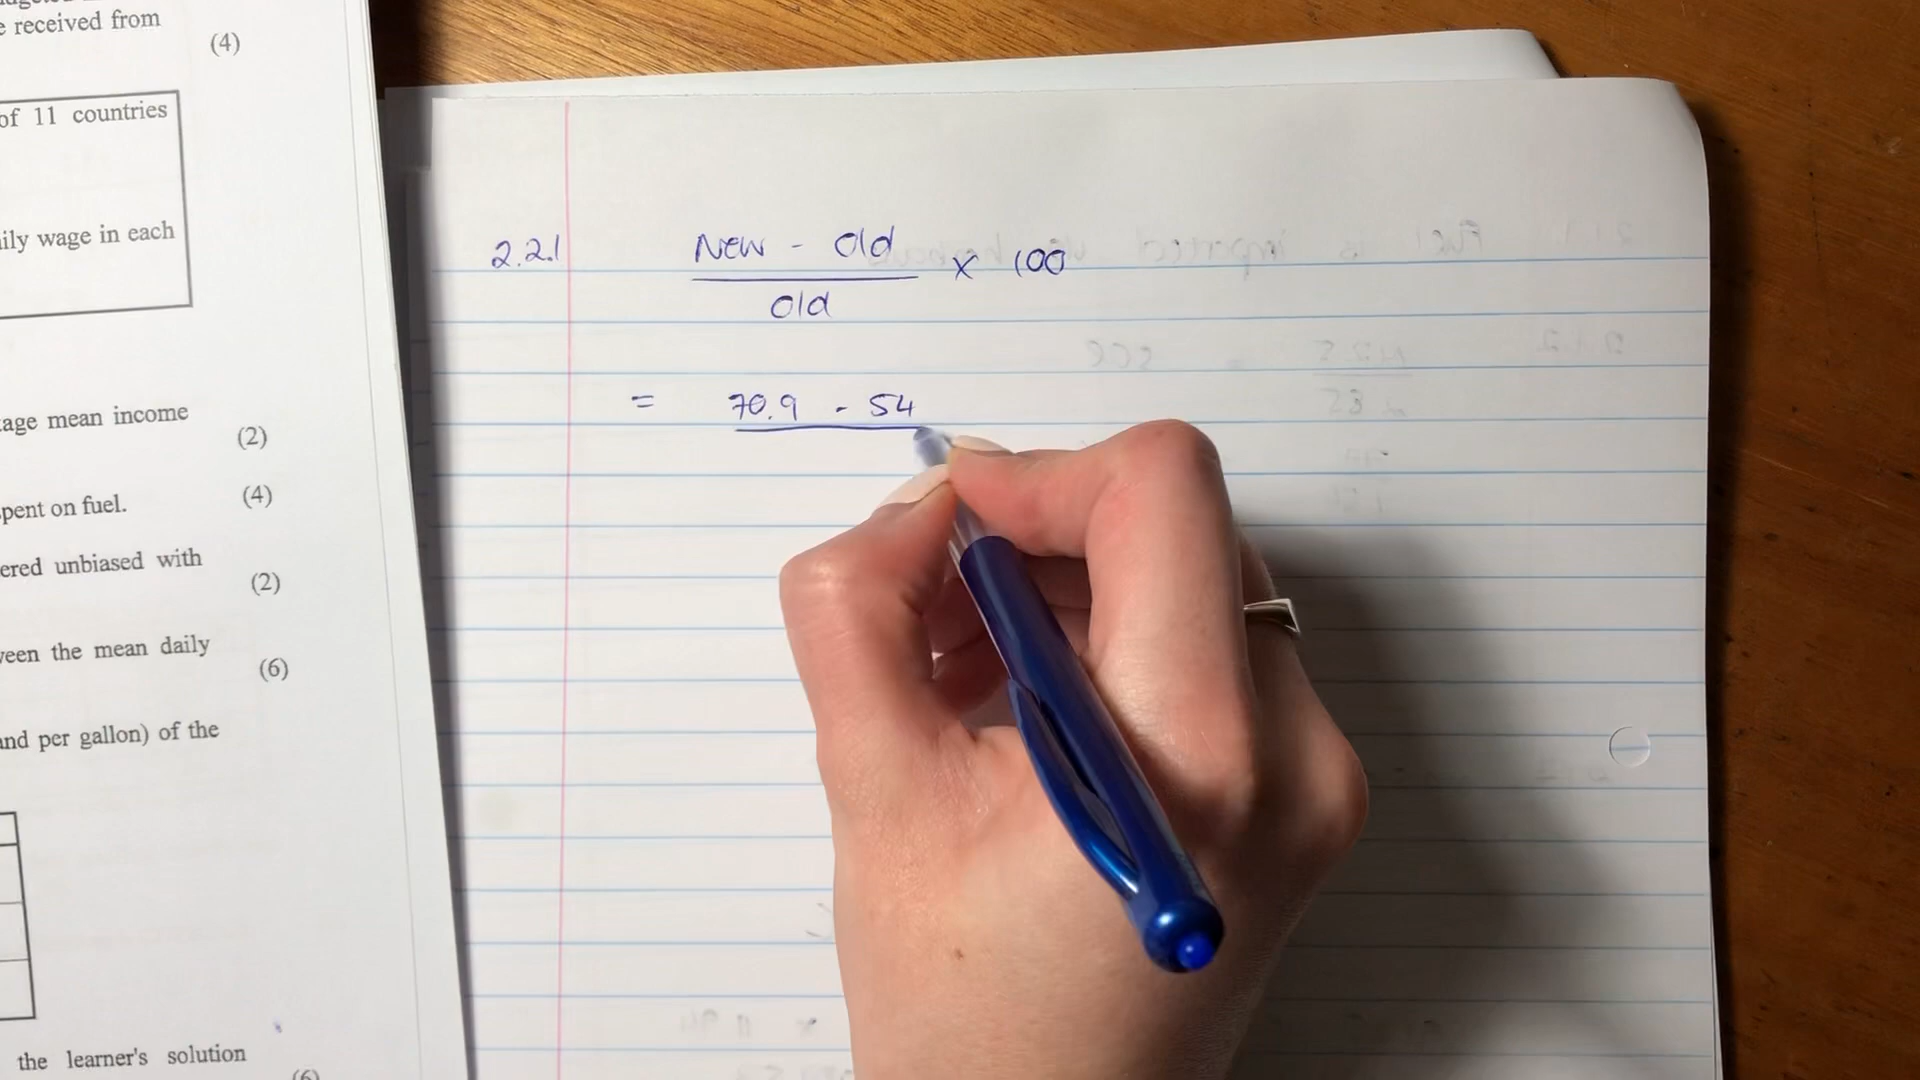 e received from
(4)
of 11 countries
ily wage in each
age mean income
(2)
pent on fuel.
(4)
ered unbiased with
(2)
een the mean daily
(6)
and per gallon) of the
the learner's solution
(6)
2.2.1 New - Old × 100
Old
= 70.9 - 54